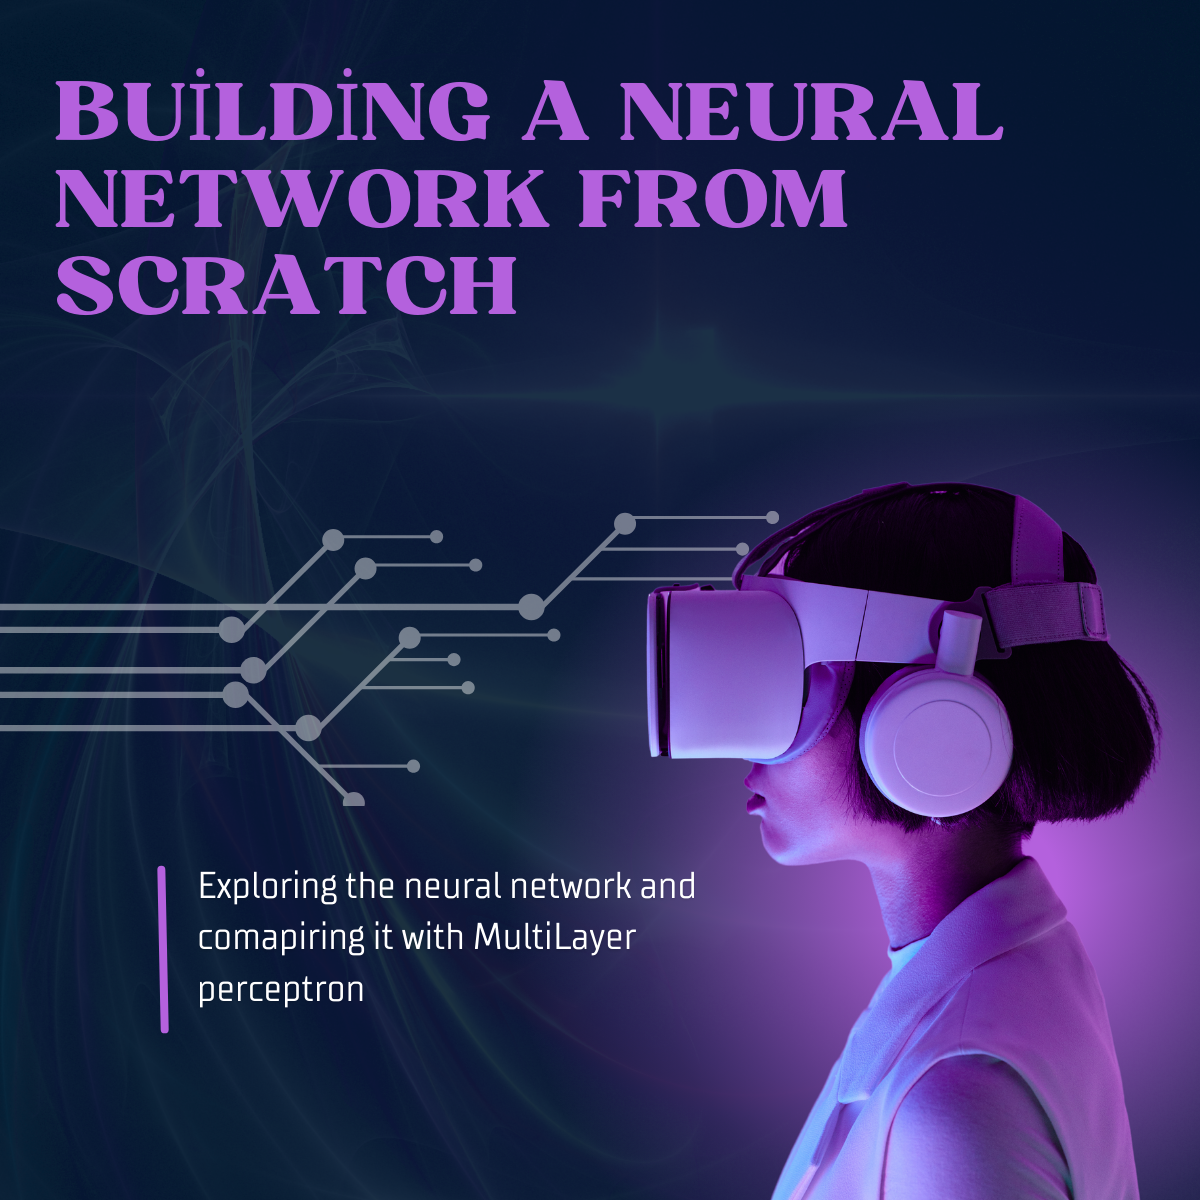 BUİLDİNG A NEURAL
NETWORK FROM
SCRATCH
Exploring the neural network and
comapiring it with MultiLayer
perceptron